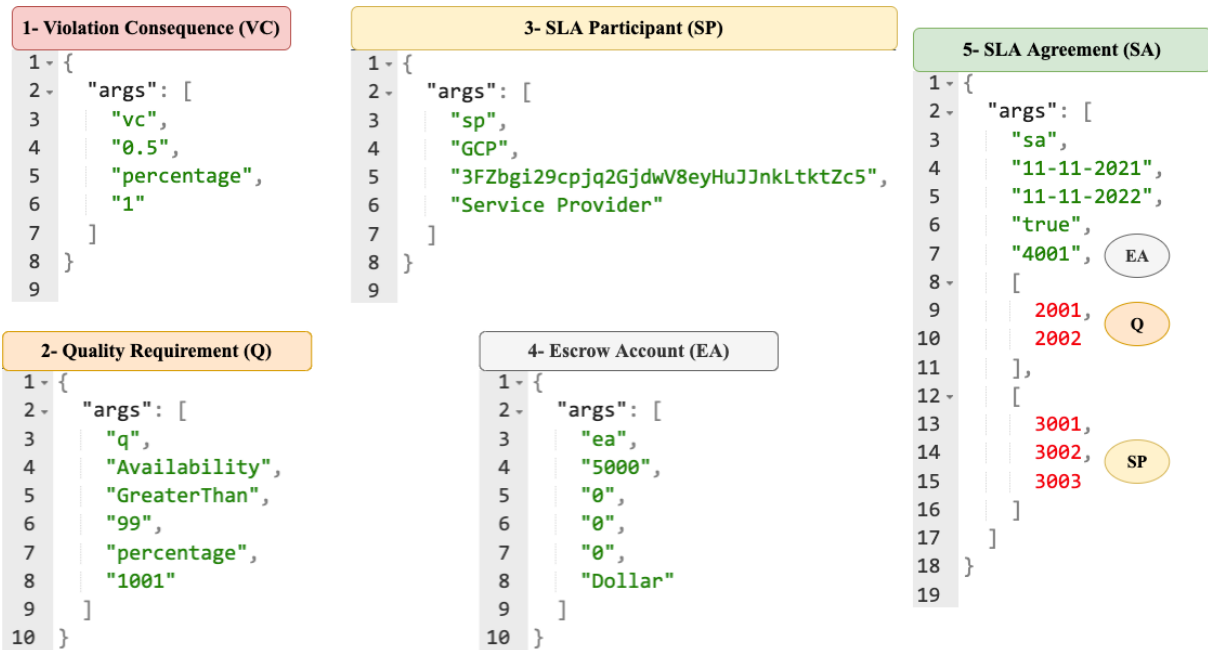 1- Violation Consequence (VC)
1 {
2 "args": [
3 "vc",
4 "0.5",
5 "percentage",
6 "1"
7 ]
8 }
9
2- Quality Requirement (Q)
1 {
2 "args": [
3 "q",
4 "Availability",
5 "GreaterThan",
6 "99",
7 "percentage",
8 "1001"
9 ]
10 }
3- SLA Participant (SP)
1 {
2 "args": [
3 "sp",
4 "GCP",
5 "3FZbgi29cpjq2GjdwV8eyHuJJnkLtktZc5",
6 "Service Provider"
7 ]
8 }
9
4- Escrow Account (EA)
1 {
2 "args": [
3 "ea",
4 "5000",
5 "0",
6 "0",
7 "0",
8 "Dollar"
9 ]
10 }
5- SLA Agreement (SA)
1 {
2 "args": [
3 "sa",
4 "11-11-2021",
5 "11-11-2022",
6 "true",
7 "4001", EA
8 [
9 2001,
Q
10 2002
11 ],
12 [
13 3001,
14 3002, SP
15 3003
16 ]
17 ]
18 }
19